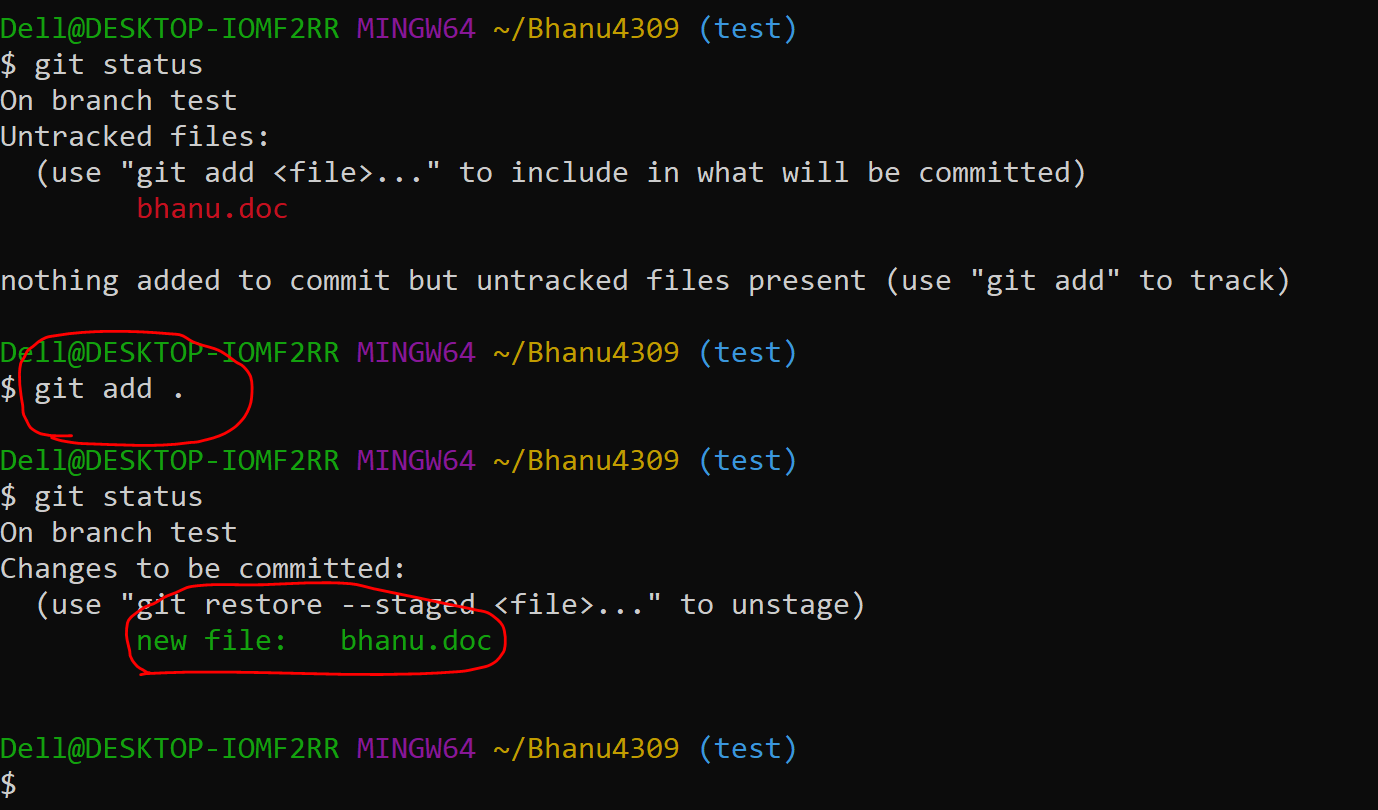 Dell@DESKTOP-IOMF2RR MINGW64 ~/Bhanu4309 (test)
$ git status
On branch test
Untracked files:
  (use "git add <file>..." to include in what will be committed)
        bhanu.doc

nothing added to commit but untracked files present (use "git add" to track)

Dell@DESKTOP-IOMF2RR MINGW64 ~/Bhanu4309 (test)
$ git add .

Dell@DESKTOP-IOMF2RR MINGW64 ~/Bhanu4309 (test)
$ git status
On branch test
Changes to be committed:
  (use "git restore --staged <file>..." to unstage)
        new file:   bhanu.doc


Dell@DESKTOP-IOMF2RR MINGW64 ~/Bhanu4309 (test)
$